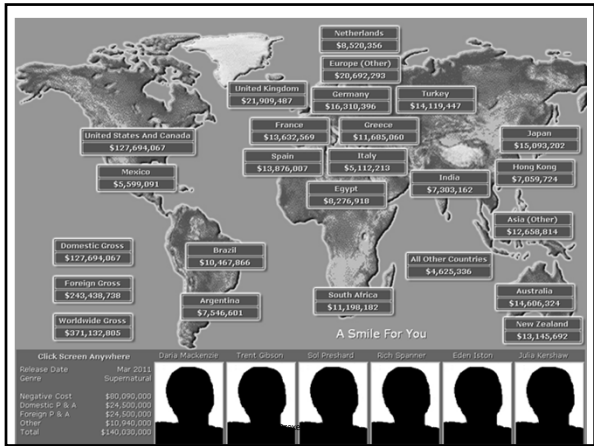 Netherlands
$8,520,356
Europe (Other)
$20,692,293
United Kingdom
$21,909,487
Germany
$16,310,396
Turkey
$14,119,447
France
$13,632,569
Greece
$11,685,060
United States And Canada
$127,694,067
Japan
$15,093,202
Spain
$13,876,007
Italy
$5,112,213
Mexico
$5,599,091
Hong Kong
$7,059,724
India
$7,303,162
Egypt
$8,276,918
Asia (Other)
$12,658,814
Domestic Gross
$127,694,067
Brazil
$10,467,866
All Other Countries
$4,625,336
Foreign Gross
$243,438,738
Argentina
$7,546,601
South Africa
$11,198,182
Australia
$14,606,324
Worldwide Gross
$371,132,805
New Zealand
$13,145,692
A Smile For You
Click Screen Anywhere
Release Date Mar 2011
Genre Supernatural
Negative Cost $80,090,000
Domestic P & A $24,500,000
Foreign P & A $24,500,000
Other $10,940,000
Total $140,030,000
Daria Mackenzie Trent Gibson Sol Preshard Rich Spanner Eden Iston Julia Kershaw